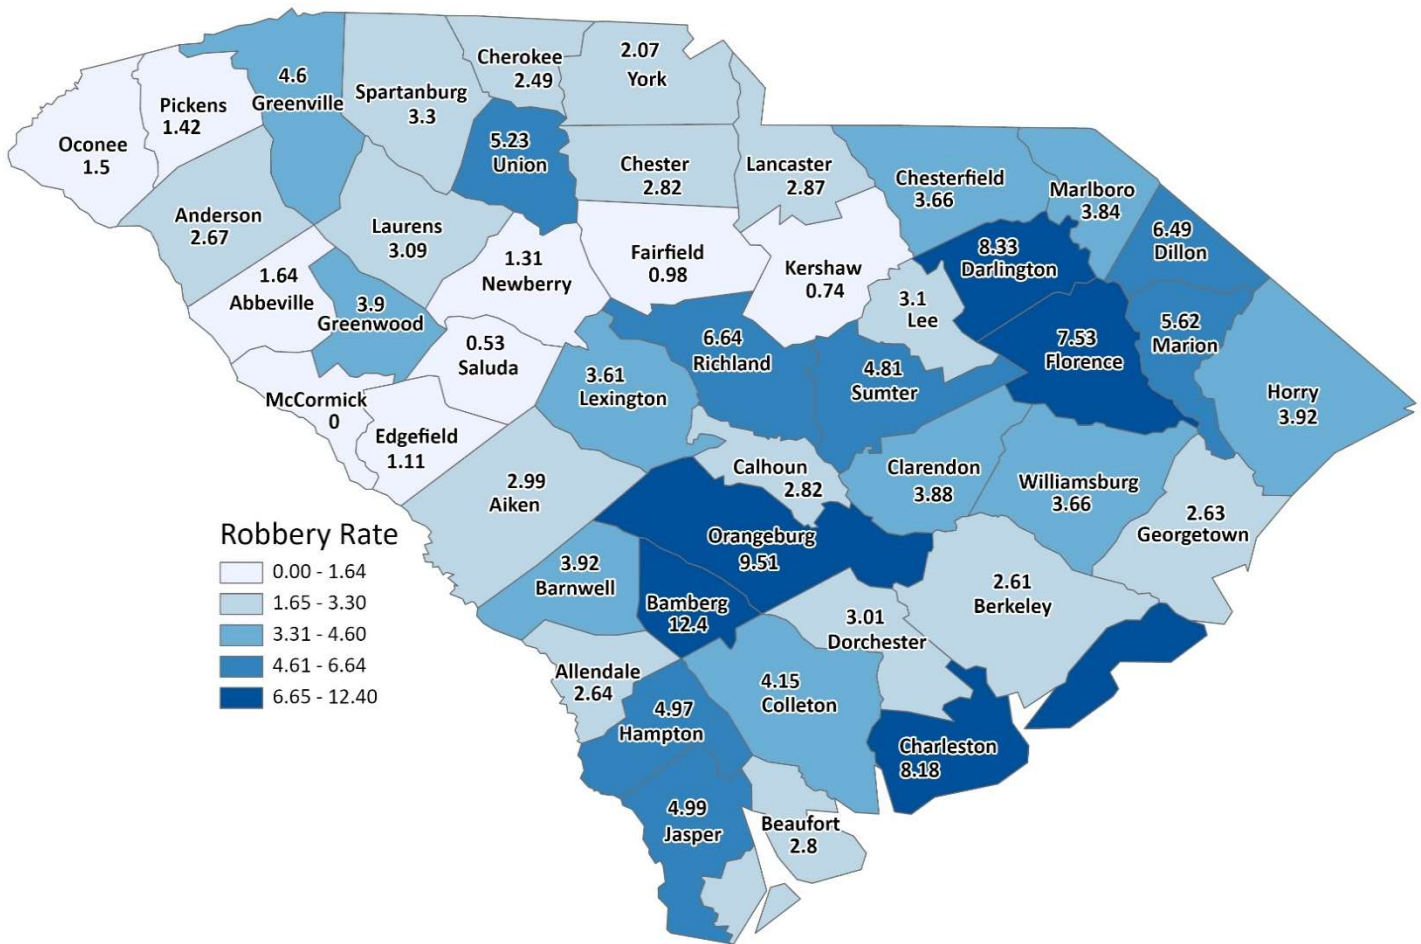 4.6
Greenville
Pickens
1.42
Oconee
1.5
Spartanburg
3.3
Cherokee
2.49
2.07
York
5.23
Union
Chester
2.82
Lancaster
2.87
Chesterfield
3.66
Marlboro
3.84
6.49
Dillon
Anderson
2.67
Laurens
3.09
1.31
Newberry
Fairfield
0.98
Kershaw
0.74
8.33
Darlington
3.1
Lee
1.64
Abbeville
3.9
Greenwood
0.53
Saluda
6.64
Richland
4.81
Sumter
7.53
Florence
5.62
Marion
Horry
3.92
McCormick
0
Edgefield
1.11
3.61
Lexington
2.99
Aiken
Calhoun
2.82
Clarendon
3.88
Williamsburg
3.66
2.63
Georgetown
Orangeburg
9.51
3.92
Barnwell
Bamberg
12.4
2.61
Berkeley
3.01
Dorchester
Allendale
2.64
4.97
Hampton
4.15
Colleton
Charleston
8.18
4.99
Jasper
Beaufort
2.8
Robbery Rate
0.00 - 1.64
1.65 - 3.30
3.31 - 4.60
4.61 - 6.64
6.65 - 12.40